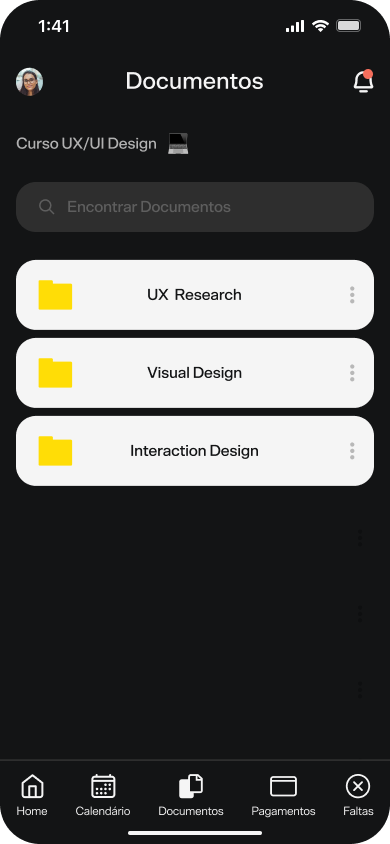 1:41
Documentos
Curso UX/UI Design
Encontrar Documentos
UX Research
Visual Design
Interaction Design
Home Calendário Documentos Pagamentos Faltas